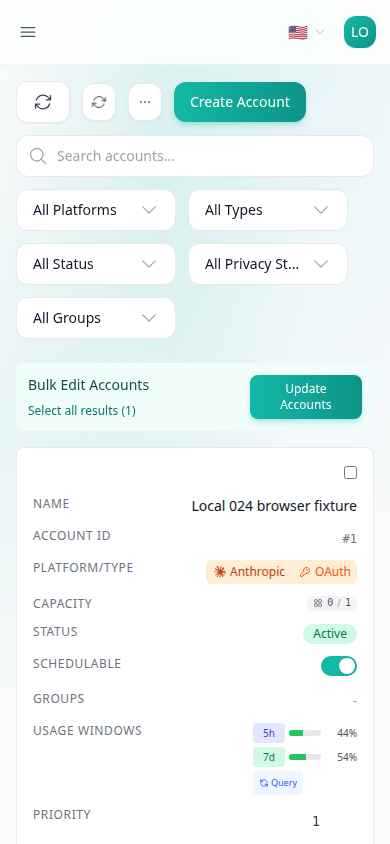 LO
Create Account
Search accounts...
All Platforms
All Types
All Status
All Privacy St...
All Groups
Bulk Edit Accounts
Select all results (1)
Update
Accounts
NAME
Local 024 browser fixture
ACCOUNT ID
#1
PLATFORM/TYPE
Anthropic
OAuth
CAPACITY
0 / 1
STATUS
Active
SCHEDULABLE
GROUPS
-
USAGE WINDOWS
5h
44%
7d
54%
Query
PRIORITY
1